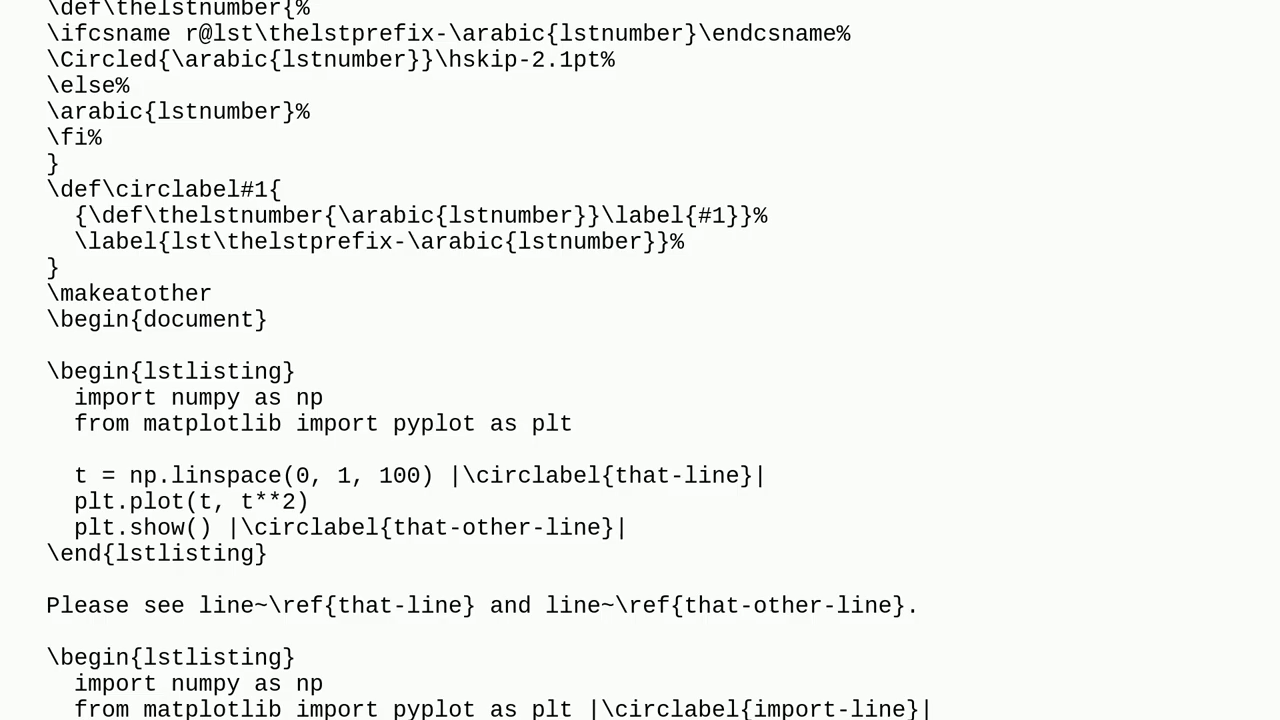 \def\thelstnumber{%
\ifcsname r@lst\thelstprefix-\arabic{lstnumber}\endcsname%
\Circled{\arabic{lstnumber}}\hskip-2.1pt%
\else%
\arabic{lstnumber}%
\fi%
}
\def\circlabel#1{
  {\def\thelstnumber{\arabic{lstnumber}}\label{#1}}%
  \label{lst\thelstprefix-\arabic{lstnumber}}%
}
\makeatother
\begin{document}

\begin{lstlisting}
  import numpy as np
  from matplotlib import pyplot as plt

  t = np.linspace(0, 1, 100) |\circlabel{that-line}|
  plt.plot(t, t**2)
  plt.show() |\circlabel{that-other-line}|
\end{lstlisting}

Please see line~\ref{that-line} and line~\ref{that-other-line}.

\begin{lstlisting}
  import numpy as np
  from matplotlib import pyplot as plt |\circlabel{import-line}|